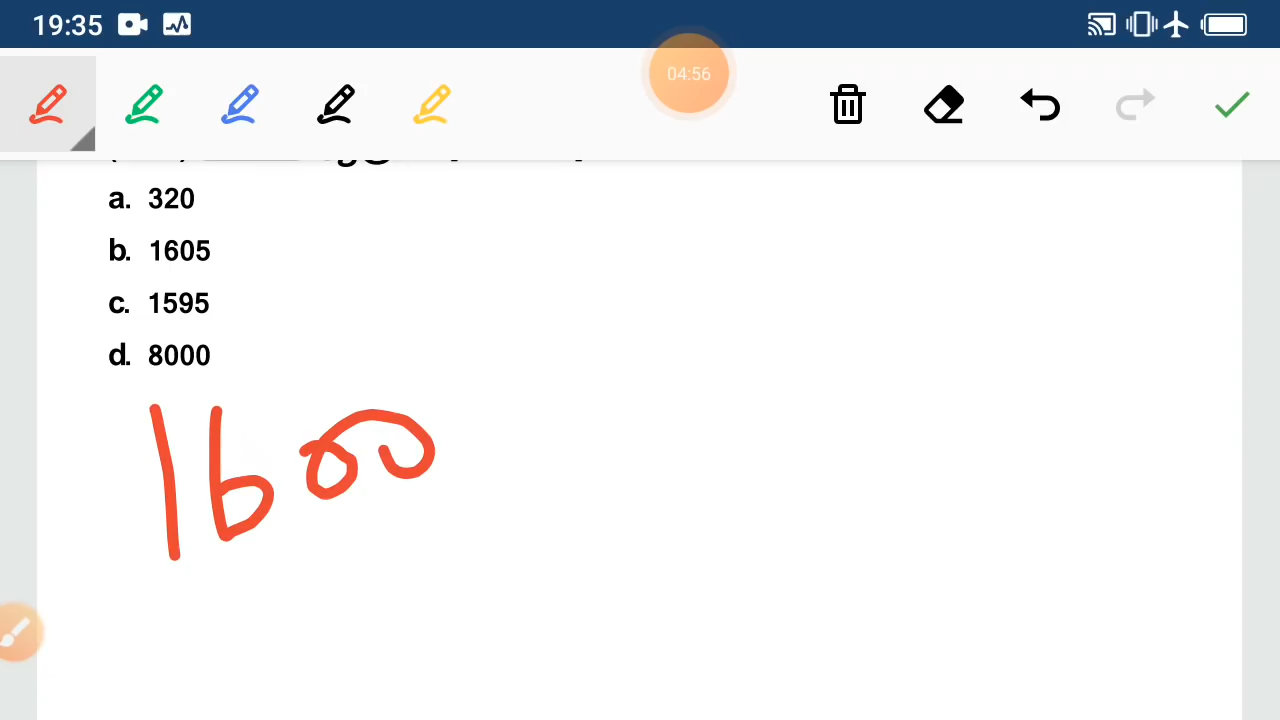 19:35
04:56
a. 320
b. 1605
c. 1595
d. 8000
1600